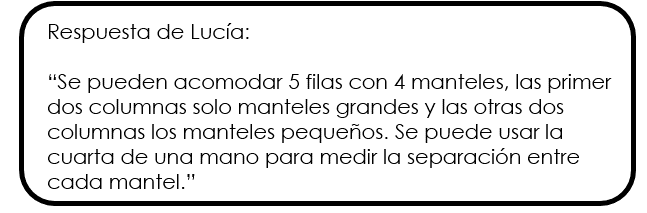 Respuesta de Lucía:
“Se pueden acomodar 5 filas con 4 manteles, las primer
dos columnas solo manteles grandes y las otras dos
columnas los manteles pequeños. Se puede usar la
cuarta de una mano para medir la separación entre
cada mantel.”